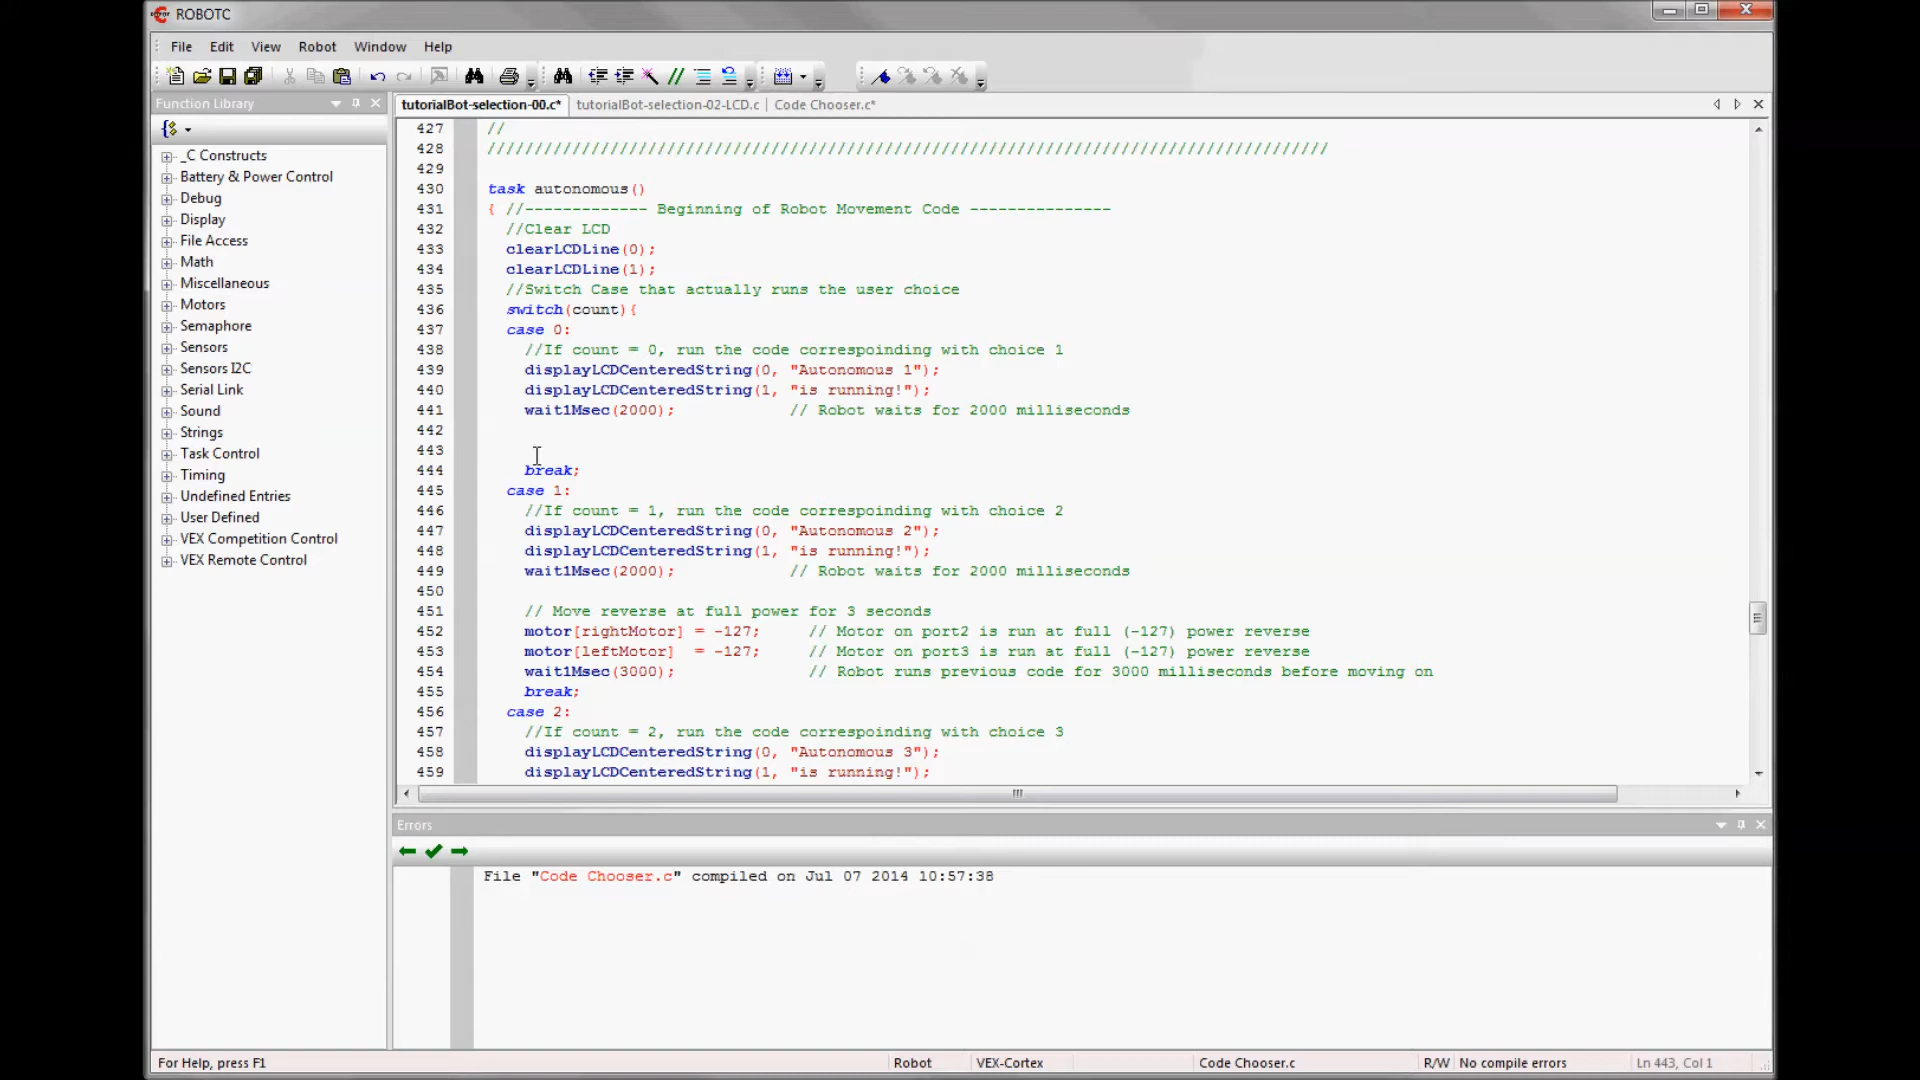 ROBOTC
File Edit View Robot Window Help
Function Library
tutorialBot-selection-00.c* tutorialBot-selection-02-LCD.c | Code Chooser.c*
_C Constructs
Battery & Power Control
Debug
Display
File Access
Math
Miscellaneous
Motors
Semaphore
Sensors
Sensors I2C
Serial Link
Sound
Strings
Task Control
Timing
Undefined Entries
User Defined
VEX Competition Control
VEX Remote Control
427 //
428 //////////////////////////////////////////////////////////////////////////////////////////
429
430 task autonomous()
431 { //------------- Beginning of Robot Movement Code ---------------
432 //Clear LCD
433 clearLCDLine(0);
434 clearLCDLine(1);
435 //Switch Case that actually runs the user choice
436 switch(count){
437 case 0:
438 //If count = 0, run the code correspoinding with choice 1
439 displayLCDCenteredString(0, "Autonomous 1");
440 displayLCDCenteredString(1, "is running!");
441 wait1Msec(2000); // Robot waits for 2000 milliseconds
442
443
444 break;
445 case 1:
446 //If count = 1, run the code correspoinding with choice 2
447 displayLCDCenteredString(0, "Autonomous 2");
448 displayLCDCenteredString(1, "is running!");
449 wait1Msec(2000); // Robot waits for 2000 milliseconds
450
451 // Move reverse at full power for 3 seconds
452 motor[rightMotor] = -127; // Motor on port2 is run at full (-127) power reverse
453 motor[leftMotor] = -127; // Motor on port3 is run at full (-127) power reverse
454 wait1Msec(3000); // Robot runs previous code for 3000 milliseconds before moving on
455 break;
456 case 2:
457 //If count = 2, run the code correspoinding with choice 3
458 displayLCDCenteredString(0, "Autonomous 3");
459 displayLCDCenteredString(1, "is running!");
Errors
File "Code Chooser.c" compiled on Jul 07 2014 10:57:38
For Help, press F1 Robot VEX-Cortex Code Chooser.c R/W No compile errors Ln 443, Col 1